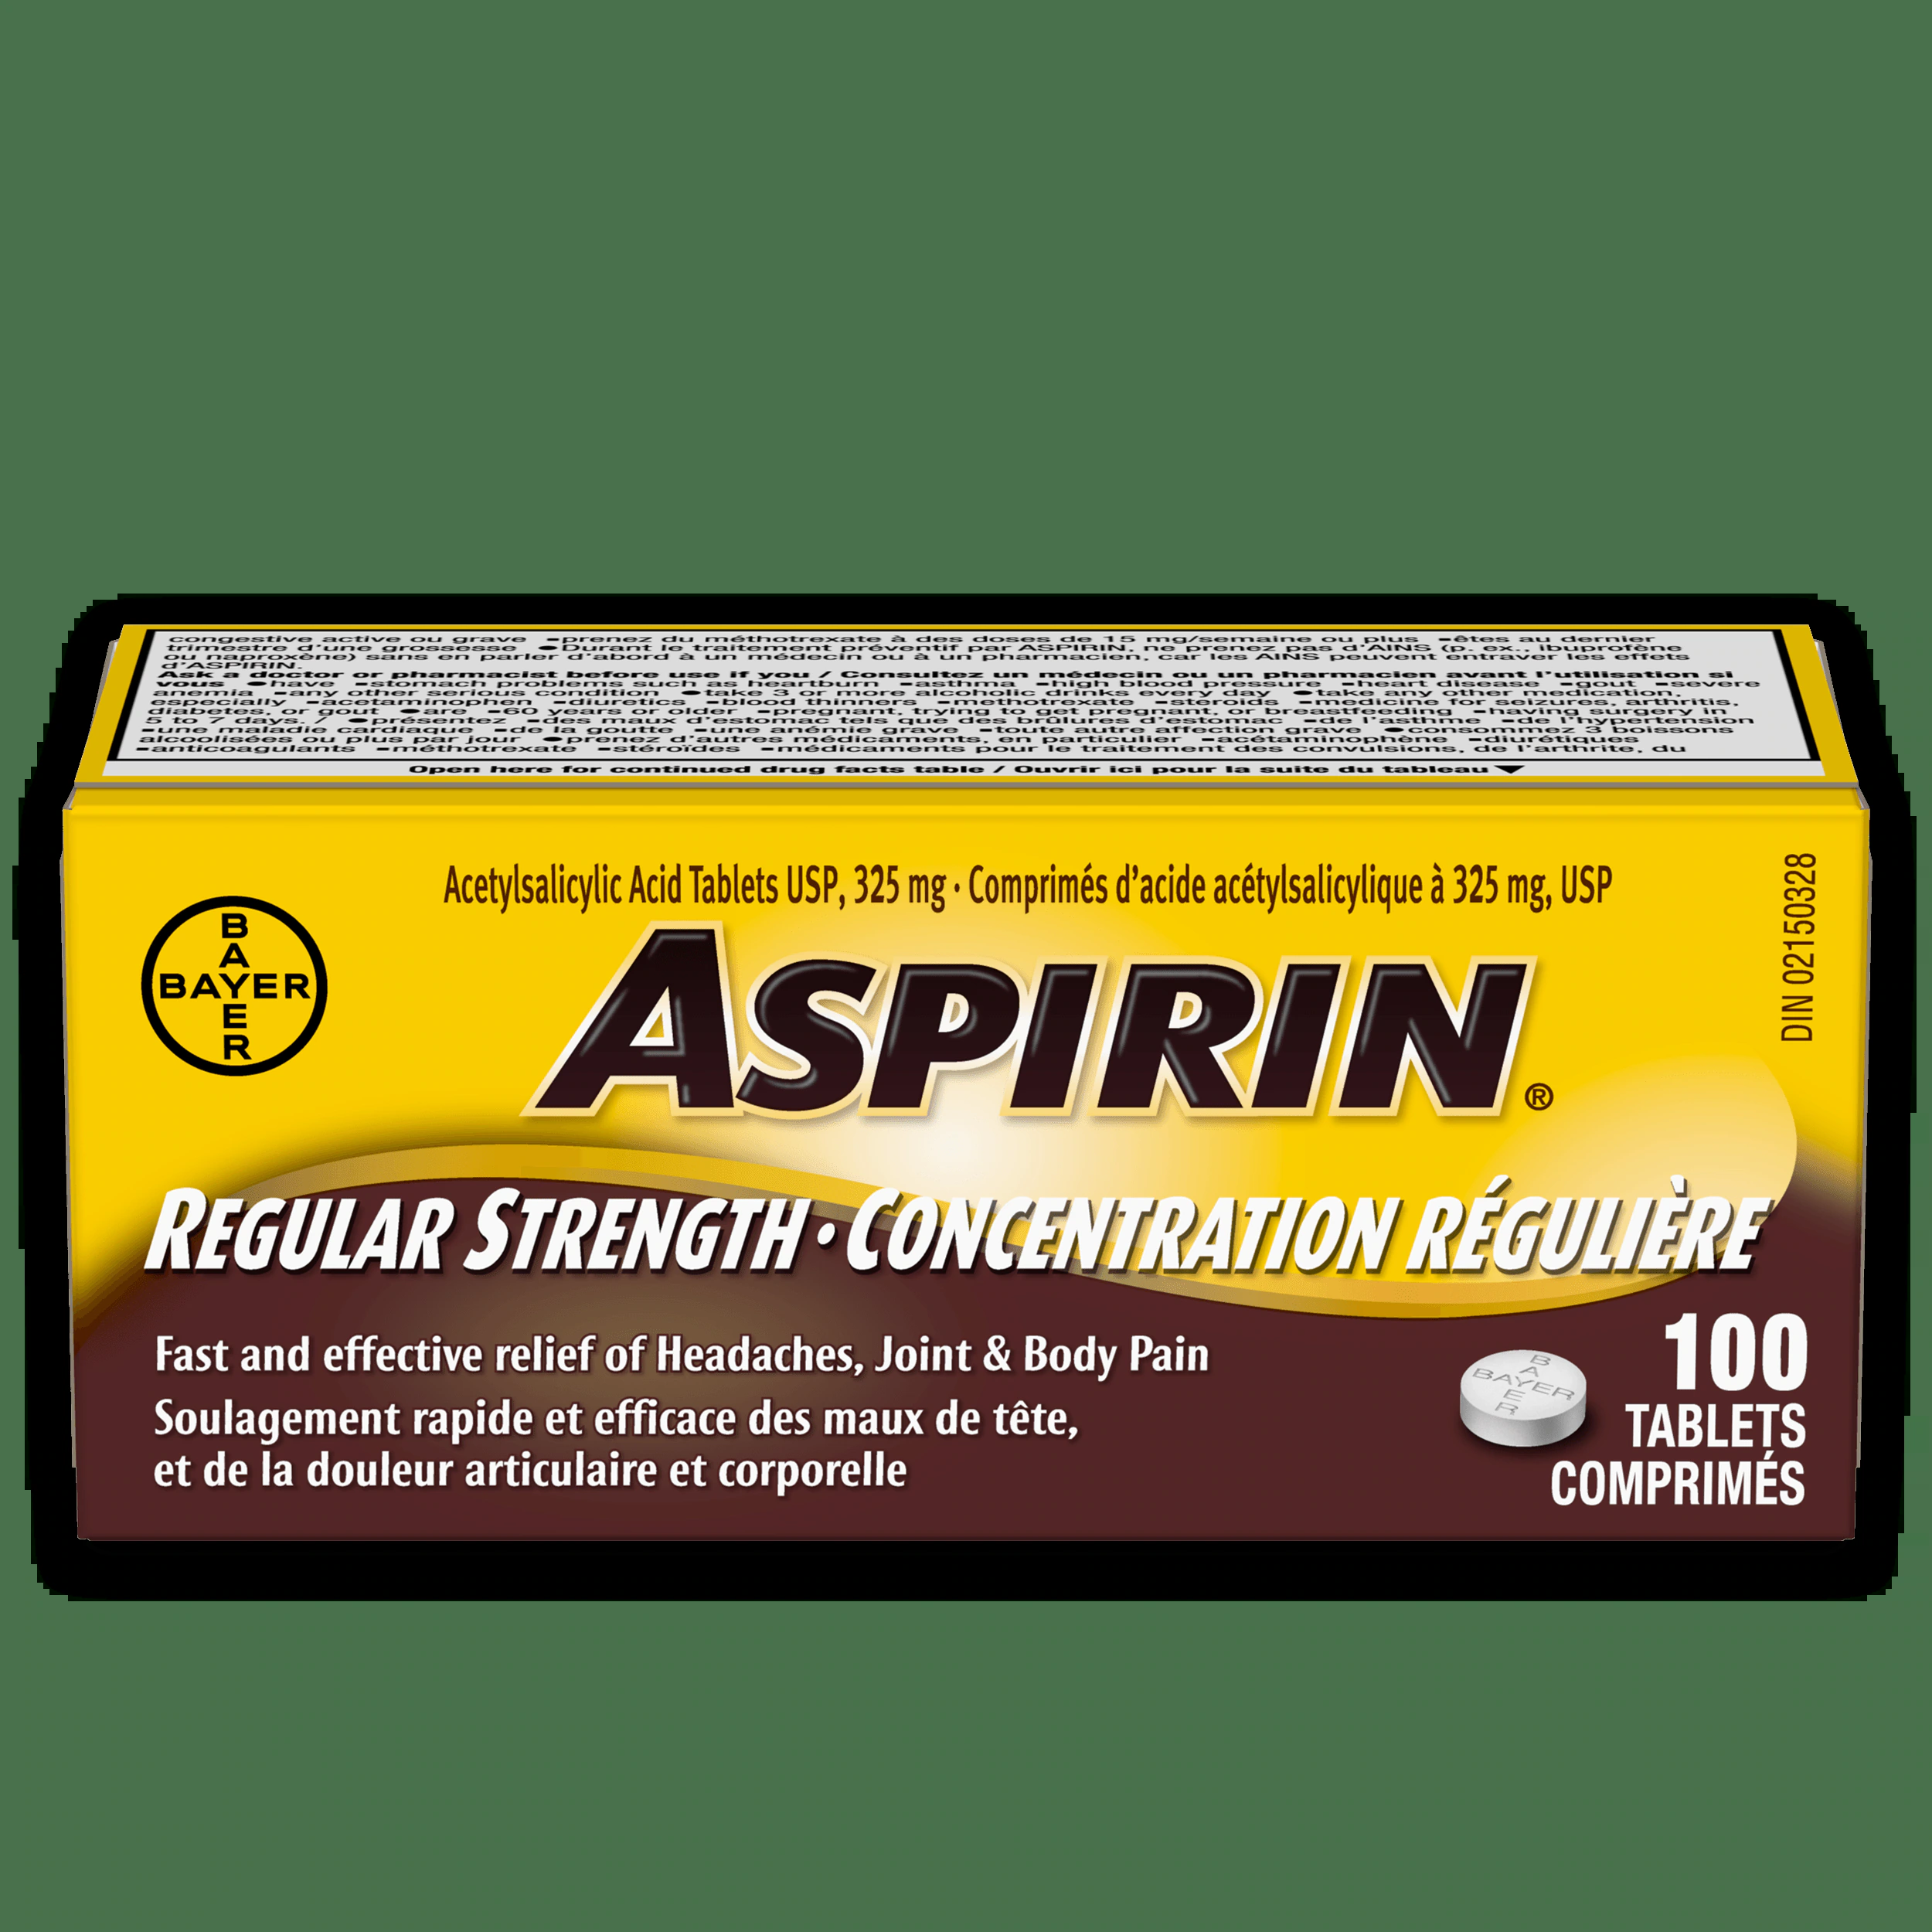 congestive active ou grave -prenez du méthotrexate à des doses de 15 mg/semaine ou plus -êtes au dernier
trimestre d'une grossesse ●Durant le traitement préventif par ASPIRIN, ne prenez pas d'AINS (p. ex., ibuprofène
ou naproxène) sans en parler d'abord à un médecin ou à un pharmacien, car les AINS peuvent entraver les effets
d'ASPIRIN.
Ask a doctor or pharmacist before use if you / Consultez un médecin ou un pharmacien avant l'utilisation si
vous ●have -stomach problems such as heartburn -asthma -high blood pressure -heart disease -gout -severe
anemia -any other serious condition ●take 3 or more alcoholic drinks every day ●take any other medication,
especially -acetaminophen -diuretics -blood thinners -methotrexate -steroids -medicine for seizures, arthritis,
diabetes, or gout ●are -60 years or older -pregnant, trying to get pregnant, or breastfeeding -having surgery in
5 to 7 days. / ●présentez -des maux d'estomac tels que des brûlures d'estomac -de l'asthme -de l'hypertension
-une maladie cardiaque -de la goutte -une anémie grave -toute autre affection grave ●consommez 3 boissons
alcoolisées ou plus par jour ●prenez d'autres médicaments, en particulier -acétaminophène -diurétiques
-anticoagulants -méthotrexate -stéroïdes -médicaments pour le traitement des convulsions, de l'arthrite, du
Open here for continued drug facts table / Ouvrir ici pour la suite du tableau ▼
Acetylsalicylic Acid Tablets USP, 325 mg · Comprimés d'acide acétylsalicylique à 325 mg, USP
DIN 02150328
BAYER
BAYER
ASPIRIN®
REGULAR STRENGTH · CONCENTRATION RÉGULIÈRE
Fast and effective relief of Headaches, Joint & Body Pain
Soulagement rapide et efficace des maux de tête,
et de la douleur articulaire et corporelle
BAYER
BAYER
100
TABLETS
COMPRIMÉS